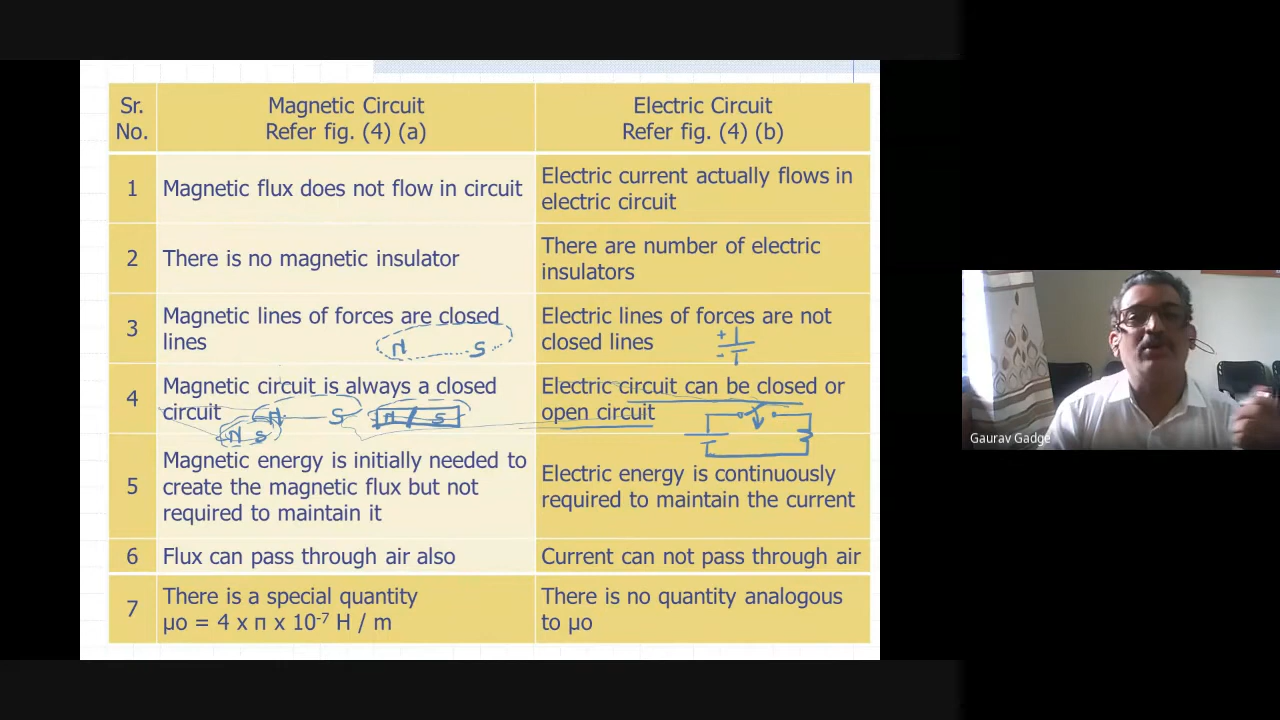 Sr. No.
Magnetic Circuit
Refer fig. (4) (a)
Electric Circuit
Refer fig. (4) (b)
1
Magnetic flux does not flow in circuit
Electric current actually flows in
electric circuit
2
There is no magnetic insulator
There are number of electric
insulators
3
Magnetic lines of forces are closed
lines
N S
Electric lines of forces are not
closed lines
+
-
4
Magnetic circuit is always a closed
circuit
N S
N S
N S
Electric circuit can be closed or
open circuit
5
Magnetic energy is initially needed to
create the magnetic flux but not
required to maintain it
Electric energy is continuously
required to maintain the current
6
Flux can pass through air also
Current can not pass through air
7
There is a special quantity
µo = 4 x п x 10⁻⁷ H / m
There is no quantity analogous
to µo
Gaurav Gadge